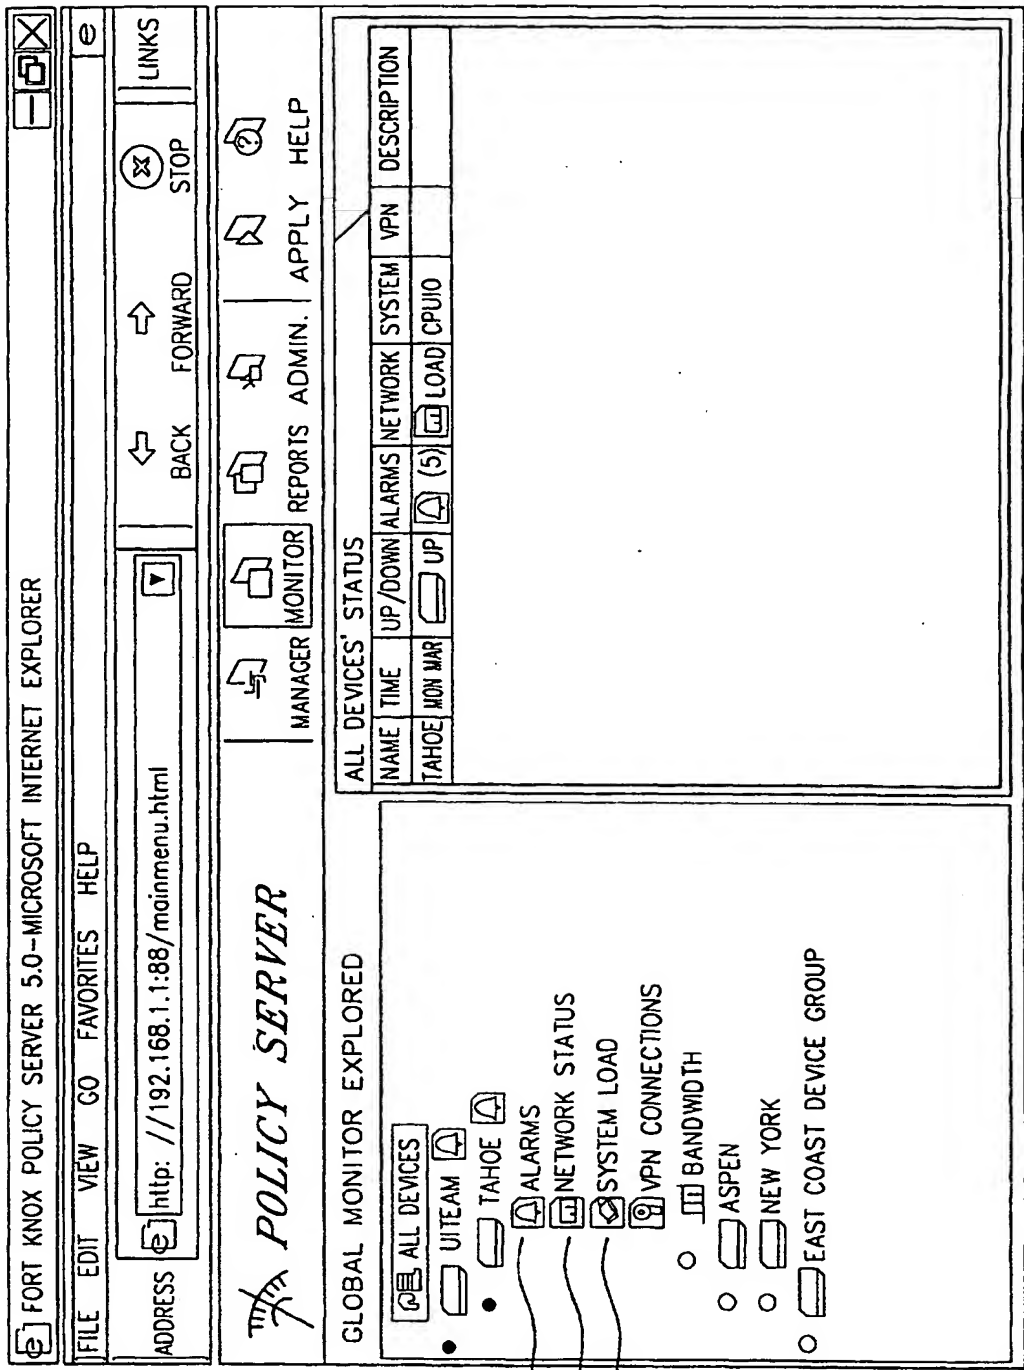 FORT KNOX POLICY SERVER 5.0-MICROSOFT INTERNET EXPLORER
FILE EDIT VIEW GO FAVORITES HELP
ADDRESS http: //192.168.1.1:88/mainmenu.html
BACK FORWARD STOP LINKS
POLICY SERVER
MANAGER MONITOR REPORTS ADMIN. APPLY HELP
GLOBAL MONITOR EXPLORED
ALL DEVICES
UITEAM
TAHOE
ALARMS
NETWORK STATUS
SYSTEM LOAD
VPN CONNECTIONS
BANDWIDTH
ASPEN
NEW YORK
EAST COAST DEVICE GROUP
ALL DEVICES' STATUS
NAME TIME UP/DOWN ALARMS NETWORK SYSTEM VPN DESCRIPTION
TAHOE MON MAR UP (5) LOAD CPUIO